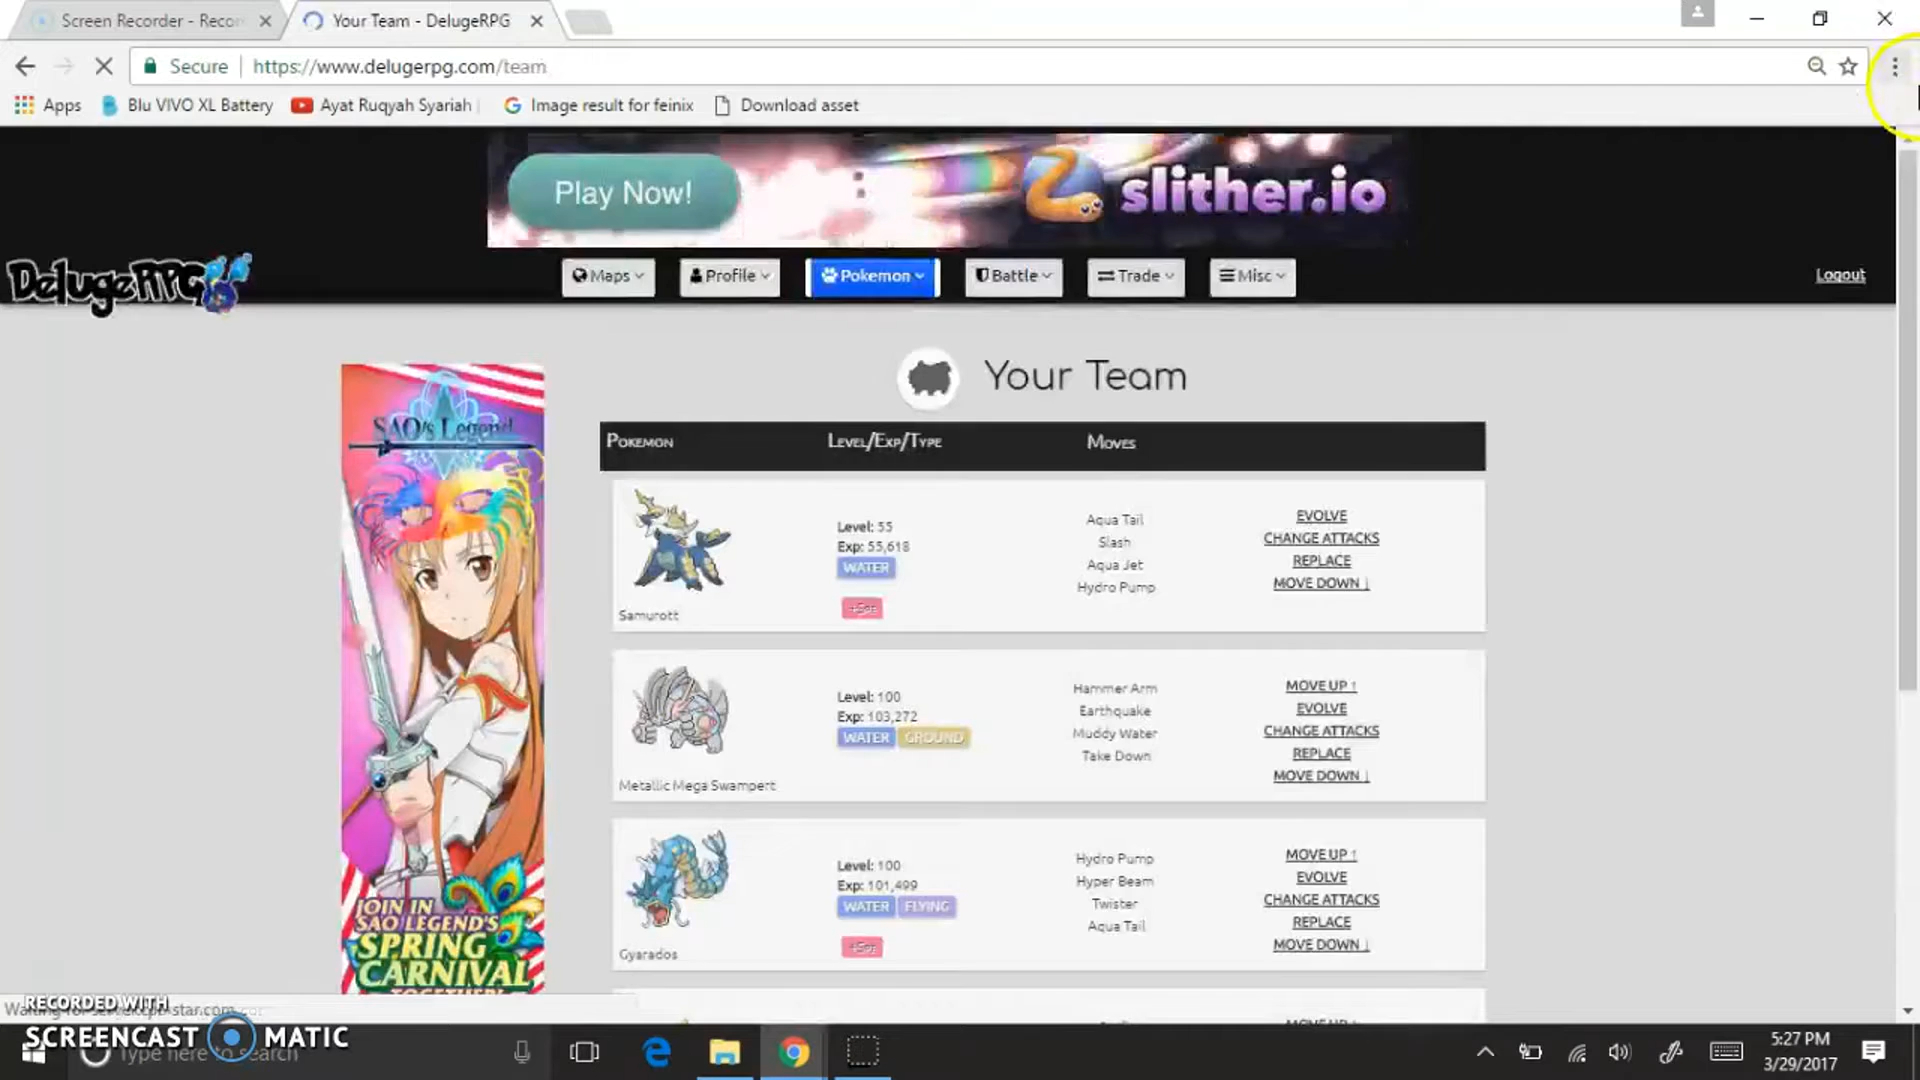 Screen Recorder - Recor
Your Team - DelugeRPG
Secure
https://www.delugerpg.com/team
Apps
Blu VIVO XL Battery
Ayat Ruqyah Syariah
Image result for feinix
Download asset
Play Now!
slither.io
DelugeRPG
Maps
Profile
Pokemon
Battle
Trade
Misc
Logout
Your Team
Pokemon Level/Exp/Type Moves
Level: 55
Exp: 55,618
WATER
Samurott
Aqua Tail
Slash
Aqua Jet
Hydro Pump
EVOLVE
CHANGE ATTACKS
REPLACE
MOVE DOWN ↓
Level: 100
Exp: 103,272
WATER GROUND
Metallic Mega Swampert
Hammer Arm
Earthquake
Muddy Water
Take Down
MOVE UP ↑
EVOLVE
CHANGE ATTACKS
REPLACE
MOVE DOWN ↓
Level: 100
Exp: 101,499
WATER FLYING
Gyarados
Hydro Pump
Hyper Beam
Twister
Aqua Tail
MOVE UP ↑
EVOLVE
CHANGE ATTACKS
REPLACE
MOVE DOWN ↓
SAO's Legend
JOIN IN
SAO LEGEND'S
SPRING
CARNIVAL
TOGETHER!
RECORDED WITH
SCREENCAST MATIC
Type here to search
5:27 PM
3/29/2017